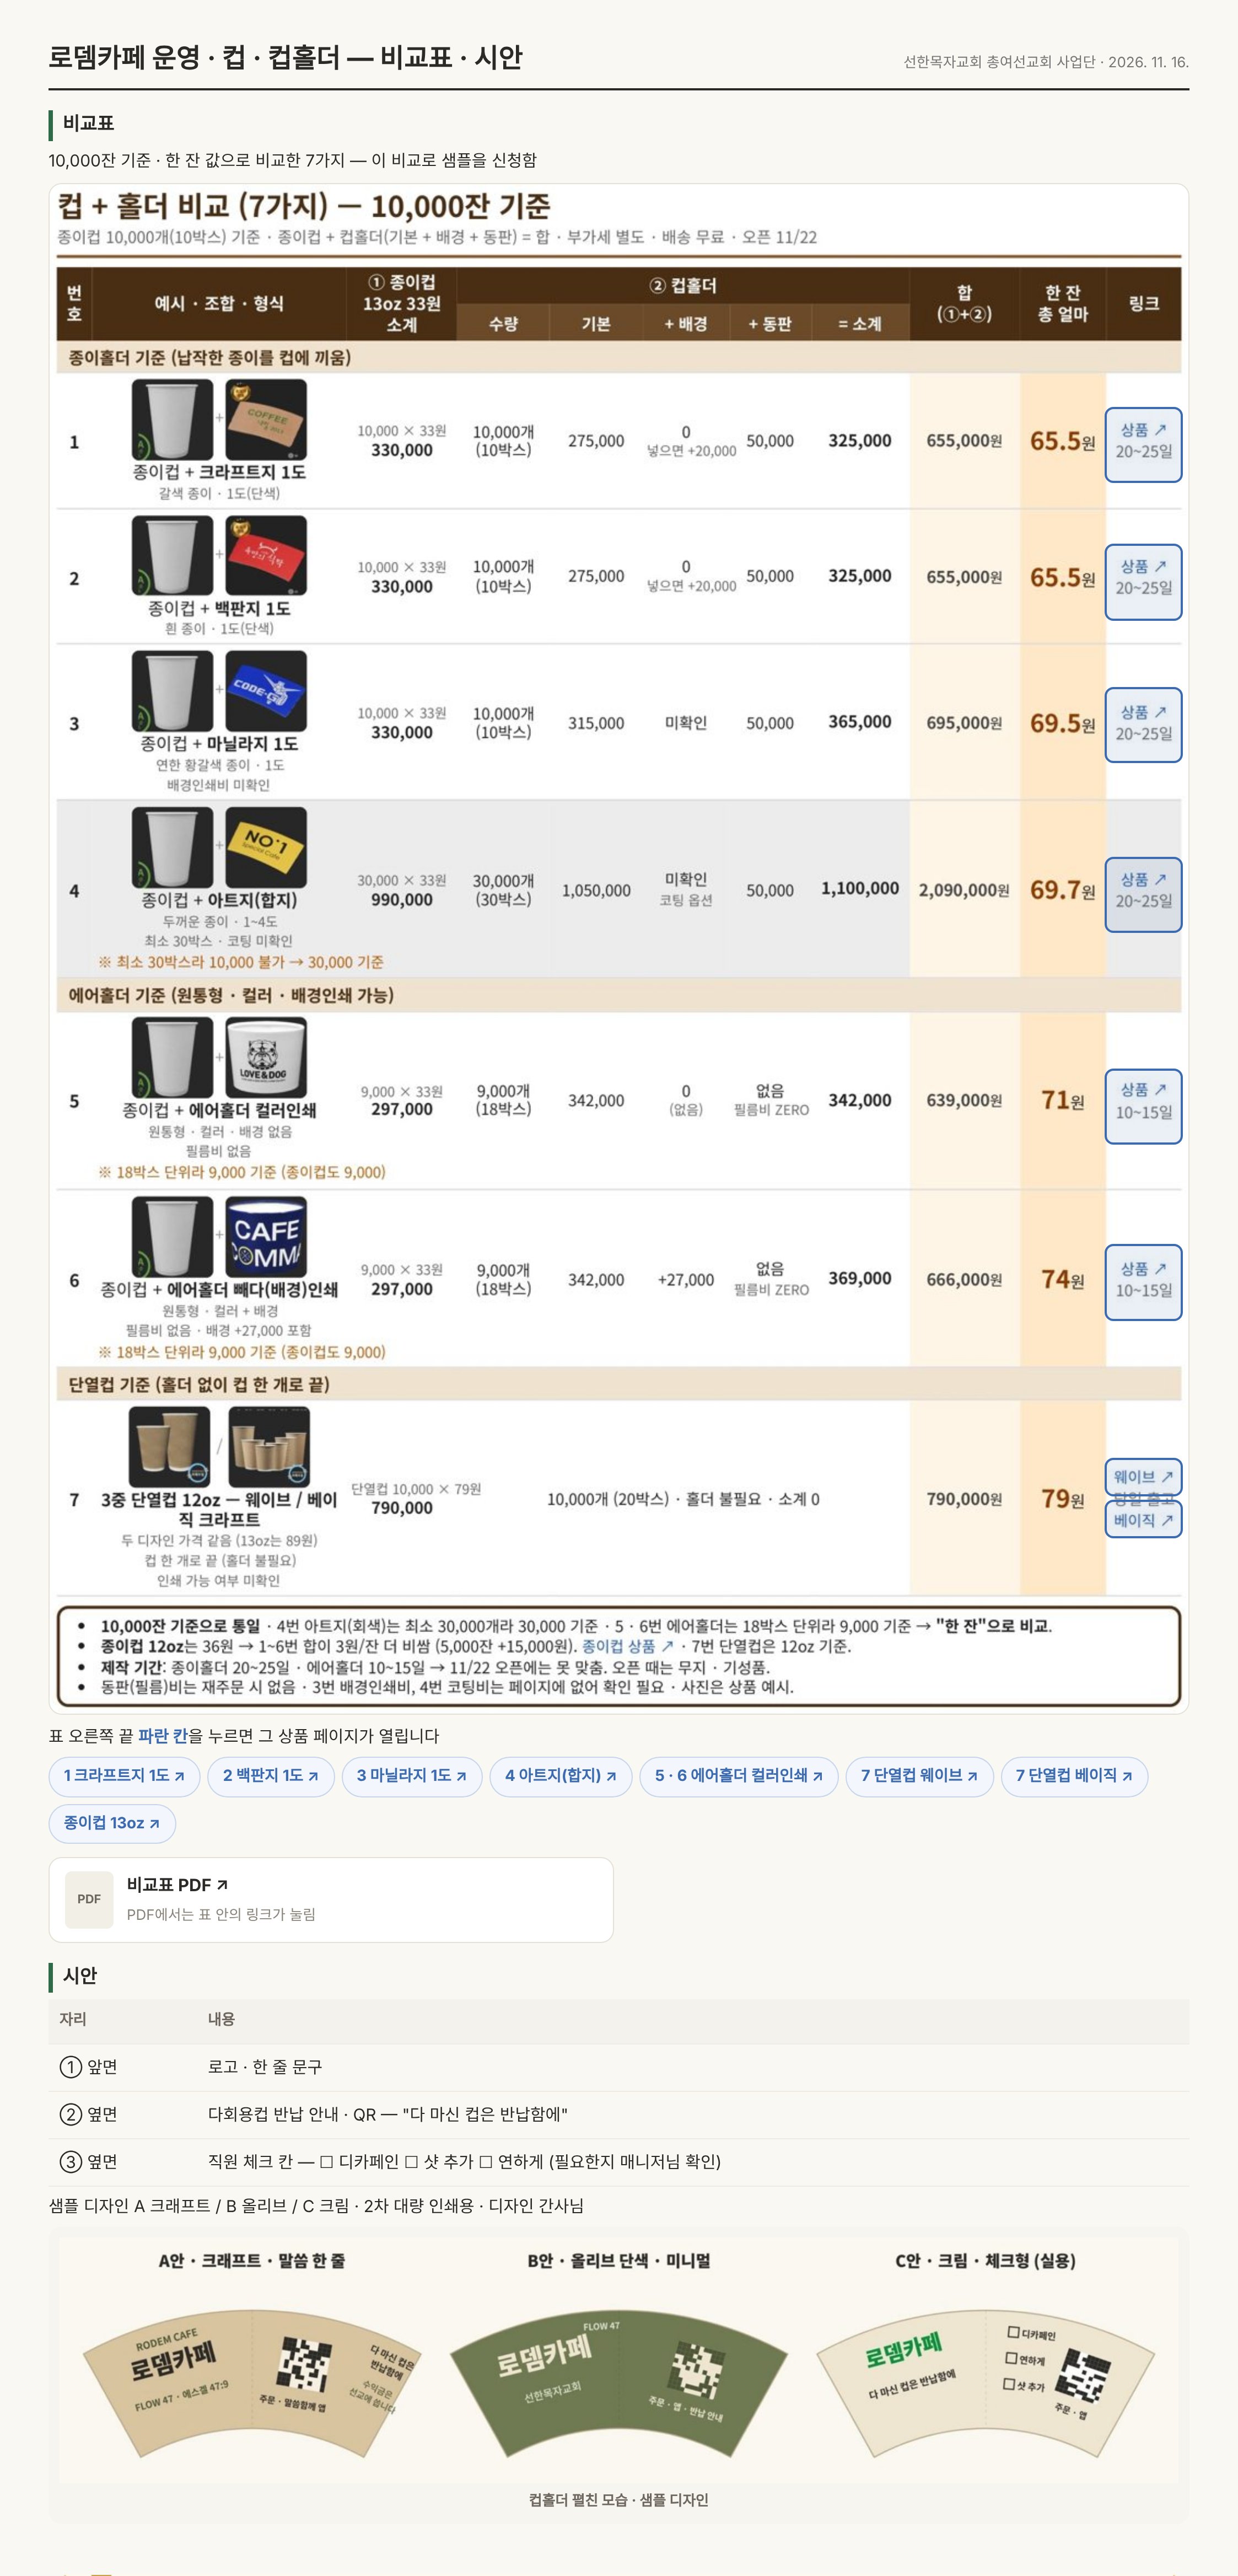 로뎀카페 운영 · 컵 · 컵홀더 — 비교표 · 시안
선한목자교회 총여선교회 사업단 · 2026. 11. 16.
비교표
10,000잔 기준 · 한 잔 값으로 비교한 7가지 — 이 비교로 샘플을 신청함
컵 + 홀더 비교 (7가지) — 10,000잔 기준
종이컵 10,000개(10박스) 기준 · 종이컵 + 컵홀더(기본 + 배경 + 동판) = 합 · 부가세 별도 · 배송 무료 · 오픈 11/22
번호
예시 · 조합 · 형식
① 종이컵
13oz 33원
소계
② 컵홀더
수량
기본
+ 배경
+ 동판
= 소계
합
(①+②)
한 잔
총 얼마
링크
종이홀더 기준 (납작한 종이를 컵에 끼움)
1
COFFEE
종이컵 + 크라프트지 1도
갈색 종이 · 1도(단색)
10,000 × 33원
330,000
10,000개
(10박스)
275,000
0
넣으면 +20,000
50,000
325,000
655,000원
65.5원
상품 ↗
20~25일
2
종이컵 + 백판지 1도
흰 종이 · 1도(단색)
10,000 × 33원
330,000
10,000개
(10박스)
275,000
0
넣으면 +20,000
50,000
325,000
655,000원
65.5원
상품 ↗
20~25일
3
종이컵 + 마닐라지 1도
연한 황갈색 종이 · 1도
배경인쇄비 미확인
10,000 × 33원
330,000
10,000개
(10박스)
315,000
미확인
50,000
365,000
695,000원
69.5원
상품 ↗
20~25일
4
NO'1
Special Cafe
종이컵 + 아트지(합지)
두꺼운 종이 · 1~4도
최소 30박스 · 코팅 미확인
※ 최소 30박스라 10,000 불가 → 30,000 기준
30,000 × 33원
990,000
30,000개
(30박스)
1,050,000
미확인
코팅 옵션
50,000
1,100,000
2,090,000원
69.7원
상품 ↗
20~25일
에어홀더 기준 (원통형 · 컬러 · 배경인쇄 가능)
5
LOVE&DOG
종이컵 + 에어홀더 컬러인쇄
원통형 · 컬러 · 배경 없음
필름비 없음
※ 18박스 단위라 9,000 기준 (종이컵도 9,000)
9,000 × 33원
297,000
9,000개
(18박스)
342,000
0
(없음)
없음
필름비 ZERO
342,000
639,000원
71원
상품 ↗
10~15일
6
CAFE
COMMA
종이컵 + 에어홀더 빼다(배경)인쇄
원통형 · 컬러 + 배경
필름비 없음 · 배경 +27,000 포함
※ 18박스 단위라 9,000 기준 (종이컵도 9,000)
9,000 × 33원
297,000
9,000개
(18박스)
342,000
+27,000
없음
필름비 ZERO
369,000
666,000원
74원
상품 ↗
10~15일
단열컵 기준 (홀더 없이 컵 한 개로 끝)
7
3중 단열컵 12oz — 웨이브 / 베이
직 크라프트
두 디자인 가격 같음 (13oz는 89원)
컵 한 개로 끝 (홀더 불필요)
인쇄 가능 여부 미확인
단열컵 10,000 × 79원
790,000
10,000개 (20박스) · 홀더 불필요 · 소계 0
790,000원
79원
웨이브 ↗
당일 출고
베이직 ↗
• 10,000잔 기준으로 통일 · 4번 아트지(회색)는 최소 30,000개라 30,000 기준 · 5 · 6번 에어홀더는 18박스 단위라 9,000 기준 → "한 잔"으로 비교.
• 종이컵 12oz는 36원 → 1~6번 합이 3원/잔 더 비쌈 (5,000잔 +15,000원). 종이컵 상품 ↗ · 7번 단열컵은 12oz 기준.
• 제작 기간: 종이홀더 20~25일 · 에어홀더 10~15일 → 11/22 오픈에는 못 맞춤. 오픈 때는 무지 · 기성품.
• 동판(필름)비는 재주문 시 없음 · 3번 배경인쇄비, 4번 코팅비는 페이지에 없어 확인 필요 · 사진은 상품 예시.
표 오른쪽 끝 파란 칸을 누르면 그 상품 페이지가 열립니다
1 크라프트지 1도 ↗
2 백판지 1도 ↗
3 마닐라지 1도 ↗
4 아트지(합지) ↗
5 · 6 에어홀더 컬러인쇄 ↗
7 단열컵 웨이브 ↗
7 단열컵 베이직 ↗
종이컵 13oz ↗
PDF
비교표 PDF ↗
PDF에서는 표 안의 링크가 눌림
시안
자리
내용
① 앞면
로고 · 한 줄 문구
② 옆면
다회용컵 반납 안내 · QR — "다 마신 컵은 반납함에"
③ 옆면
직원 체크 칸 — ☐ 디카페인 ☐ 샷 추가 ☐ 연하게 (필요한지 매니저님 확인)
샘플 디자인 A 크래프트 / B 올리브 / C 크림 · 2차 대량 인쇄용 · 디자인 간사님
A안 · 크래프트 · 말씀 한 줄
RODEM CAFE
로뎀카페
FLOW 47 · 에스겔 47:9
주문 · 말씀함께 앱
다 마신 컵은
반납함에
수익금은
선교에 씁니다
B안 · 올리브 단색 · 미니멀
FLOW 47
로뎀카페
선한목자교회
주문 · 앱 · 반납 안내
C안 · 크림 · 체크형 (실용)
로뎀카페
다 마신 컵은 반납함에
☐ 디카페인
☐ 연하게
☐ 샷 추가
주문 · 앱
컵홀더 펼친 모습 · 샘플 디자인